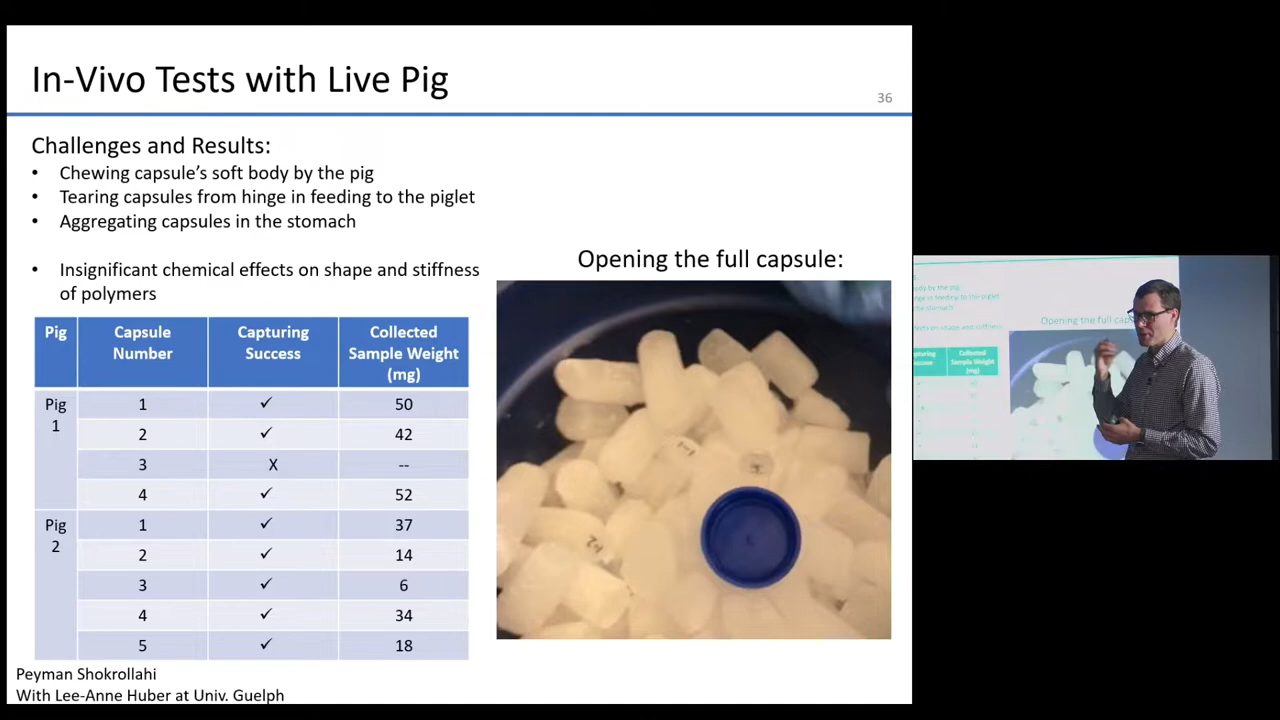 In-Vivo Tests with Live Pig
36
Challenges and Results:
• Chewing capsule's soft body by the pig
• Tearing capsules from hinge in feeding to the piglet
• Aggregating capsules in the stomach
• Insignificant chemical effects on shape and stiffness
of polymers
Opening the full capsule:
Pig Capsule Number Capturing Success Collected Sample Weight (mg)
Pig 1 1 ✓ 50
2 ✓ 42
3 X --
4 ✓ 52
Pig 2 1 ✓ 37
2 ✓ 14
3 ✓ 6
4 ✓ 34
5 ✓ 18
Peyman Shokrollahi
With Lee-Anne Huber at Univ. Guelph